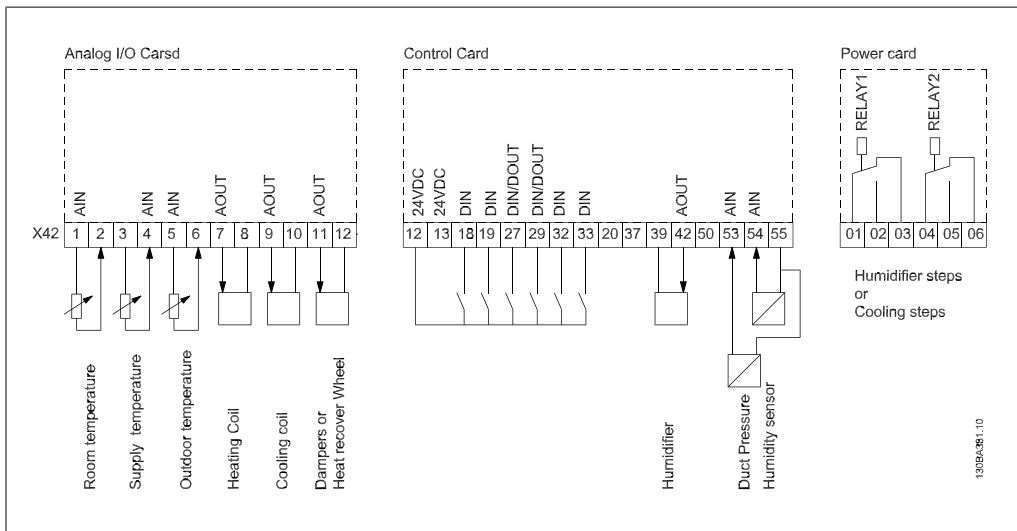 Analog I/O Carsd
Control Card
Power card
RELAY1
RELAY2
AIN
AIN
AIN
AOUT
AOUT
AOUT
24VDC
24VDC
DIN
DIN
DIN/DOUT
DIN/DOUT
DIN
DIN
AOUT
AIN
AIN
X42
1 2 3 4 5 6 7 8 9 10 11 12
12 13 18 19 27 29 32 33 20 37 39 42 50 53 54 55
01 02 03 04 05 06
Humidifier steps
or
Cooling steps
Room temperature
Supply temperature
Outdoor temperature
Heating Coil
Cooling coil
Dampers or
Heat recover Wheel
Humidifier
Duct Pressure
Humidity sensor
130BA381.10